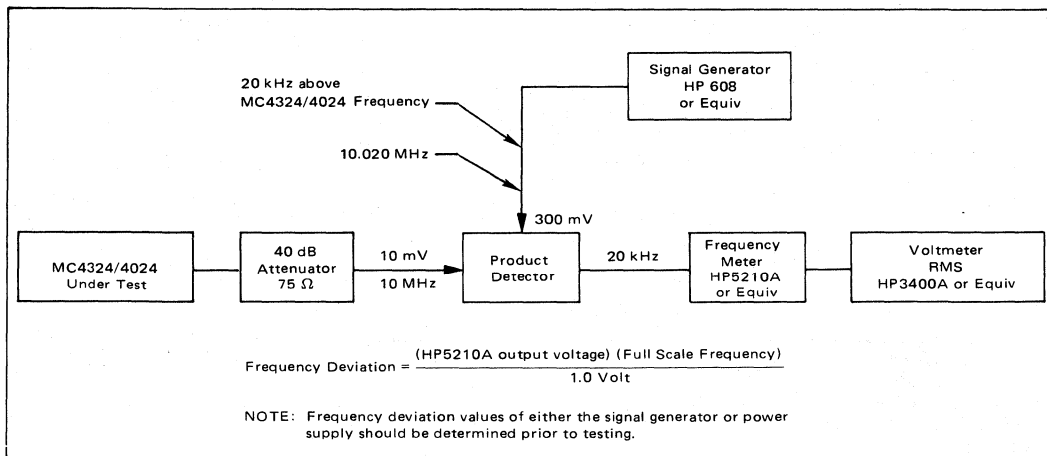 Signal Generator
HP 608
or Equiv
20 kHz above
MC4324/4024 Frequency
10.020 MHz
300 mV
MC4324/4024
Under Test
40 dB
Attenuator
75 Ω
10 mV
10 MHz
Product
Detector
20 kHz
Frequency
Meter
HP5210A
or Equiv
Voltmeter
RMS
HP3400A or Equiv
Frequency Deviation = (HP5210A output voltage) (Full Scale Frequency)
1.0 Volt
NOTE: Frequency deviation values of either the signal generator or power
supply should be determined prior to testing.